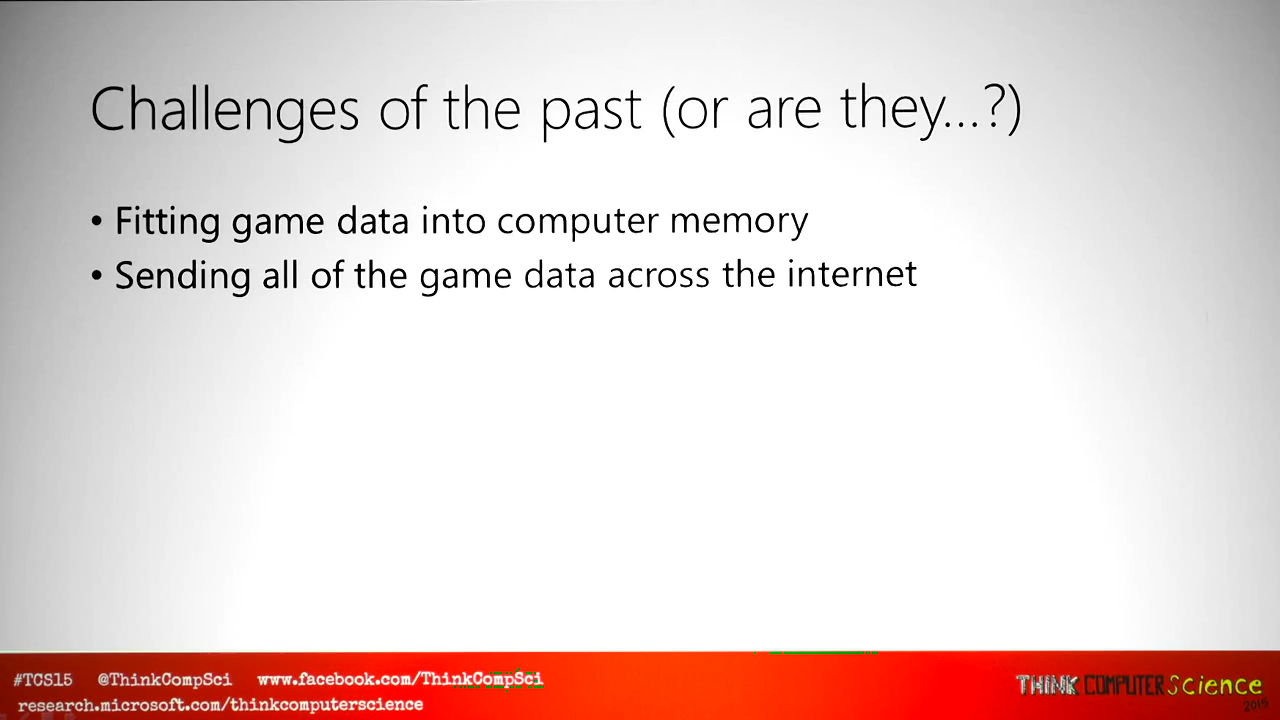 Challenges of the past (or are they...?)
• Fitting game data into computer memory
• Sending all of the game data across the internet
#TCS15 @ThinkCompSci www.facebook.com/ThinkCompSci
research.microsoft.com/thinkcomputerscience
THINK COMPUTER Science
2015